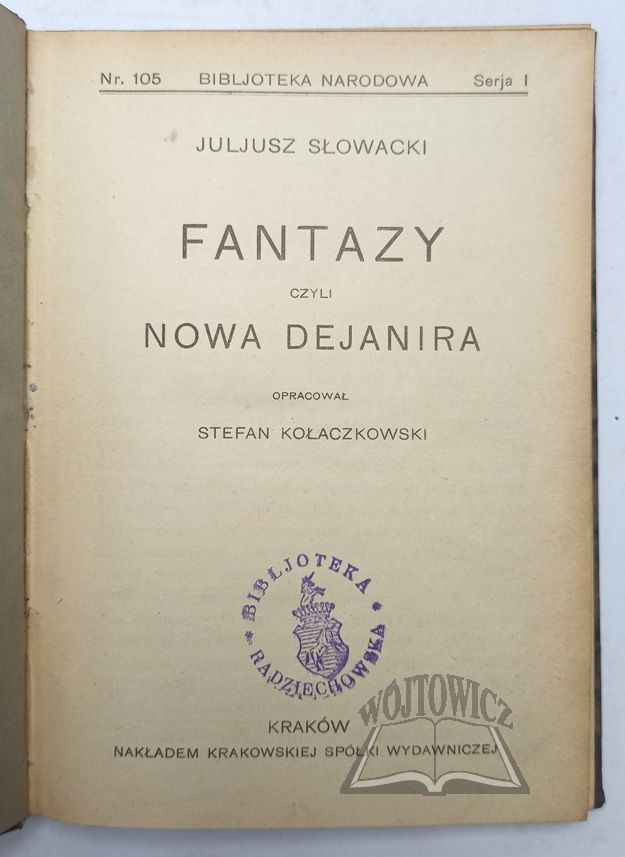 Nr. 105 BIBLJOTEKA NARODOWA Serja I
JULJUSZ SŁOWACKI
FANTAZY
CZYLI
NOWA DEJANIRA
OPRACOWAŁ
STEFAN KOŁACZKOWSKI
* BIBLJOTEKA *
RADZIECHOWSKA
WÓJTOWICZ
KRAKÓW
NAKŁADEM KRAKOWSKIEJ SPÓŁKI WYDAWNICZEJ